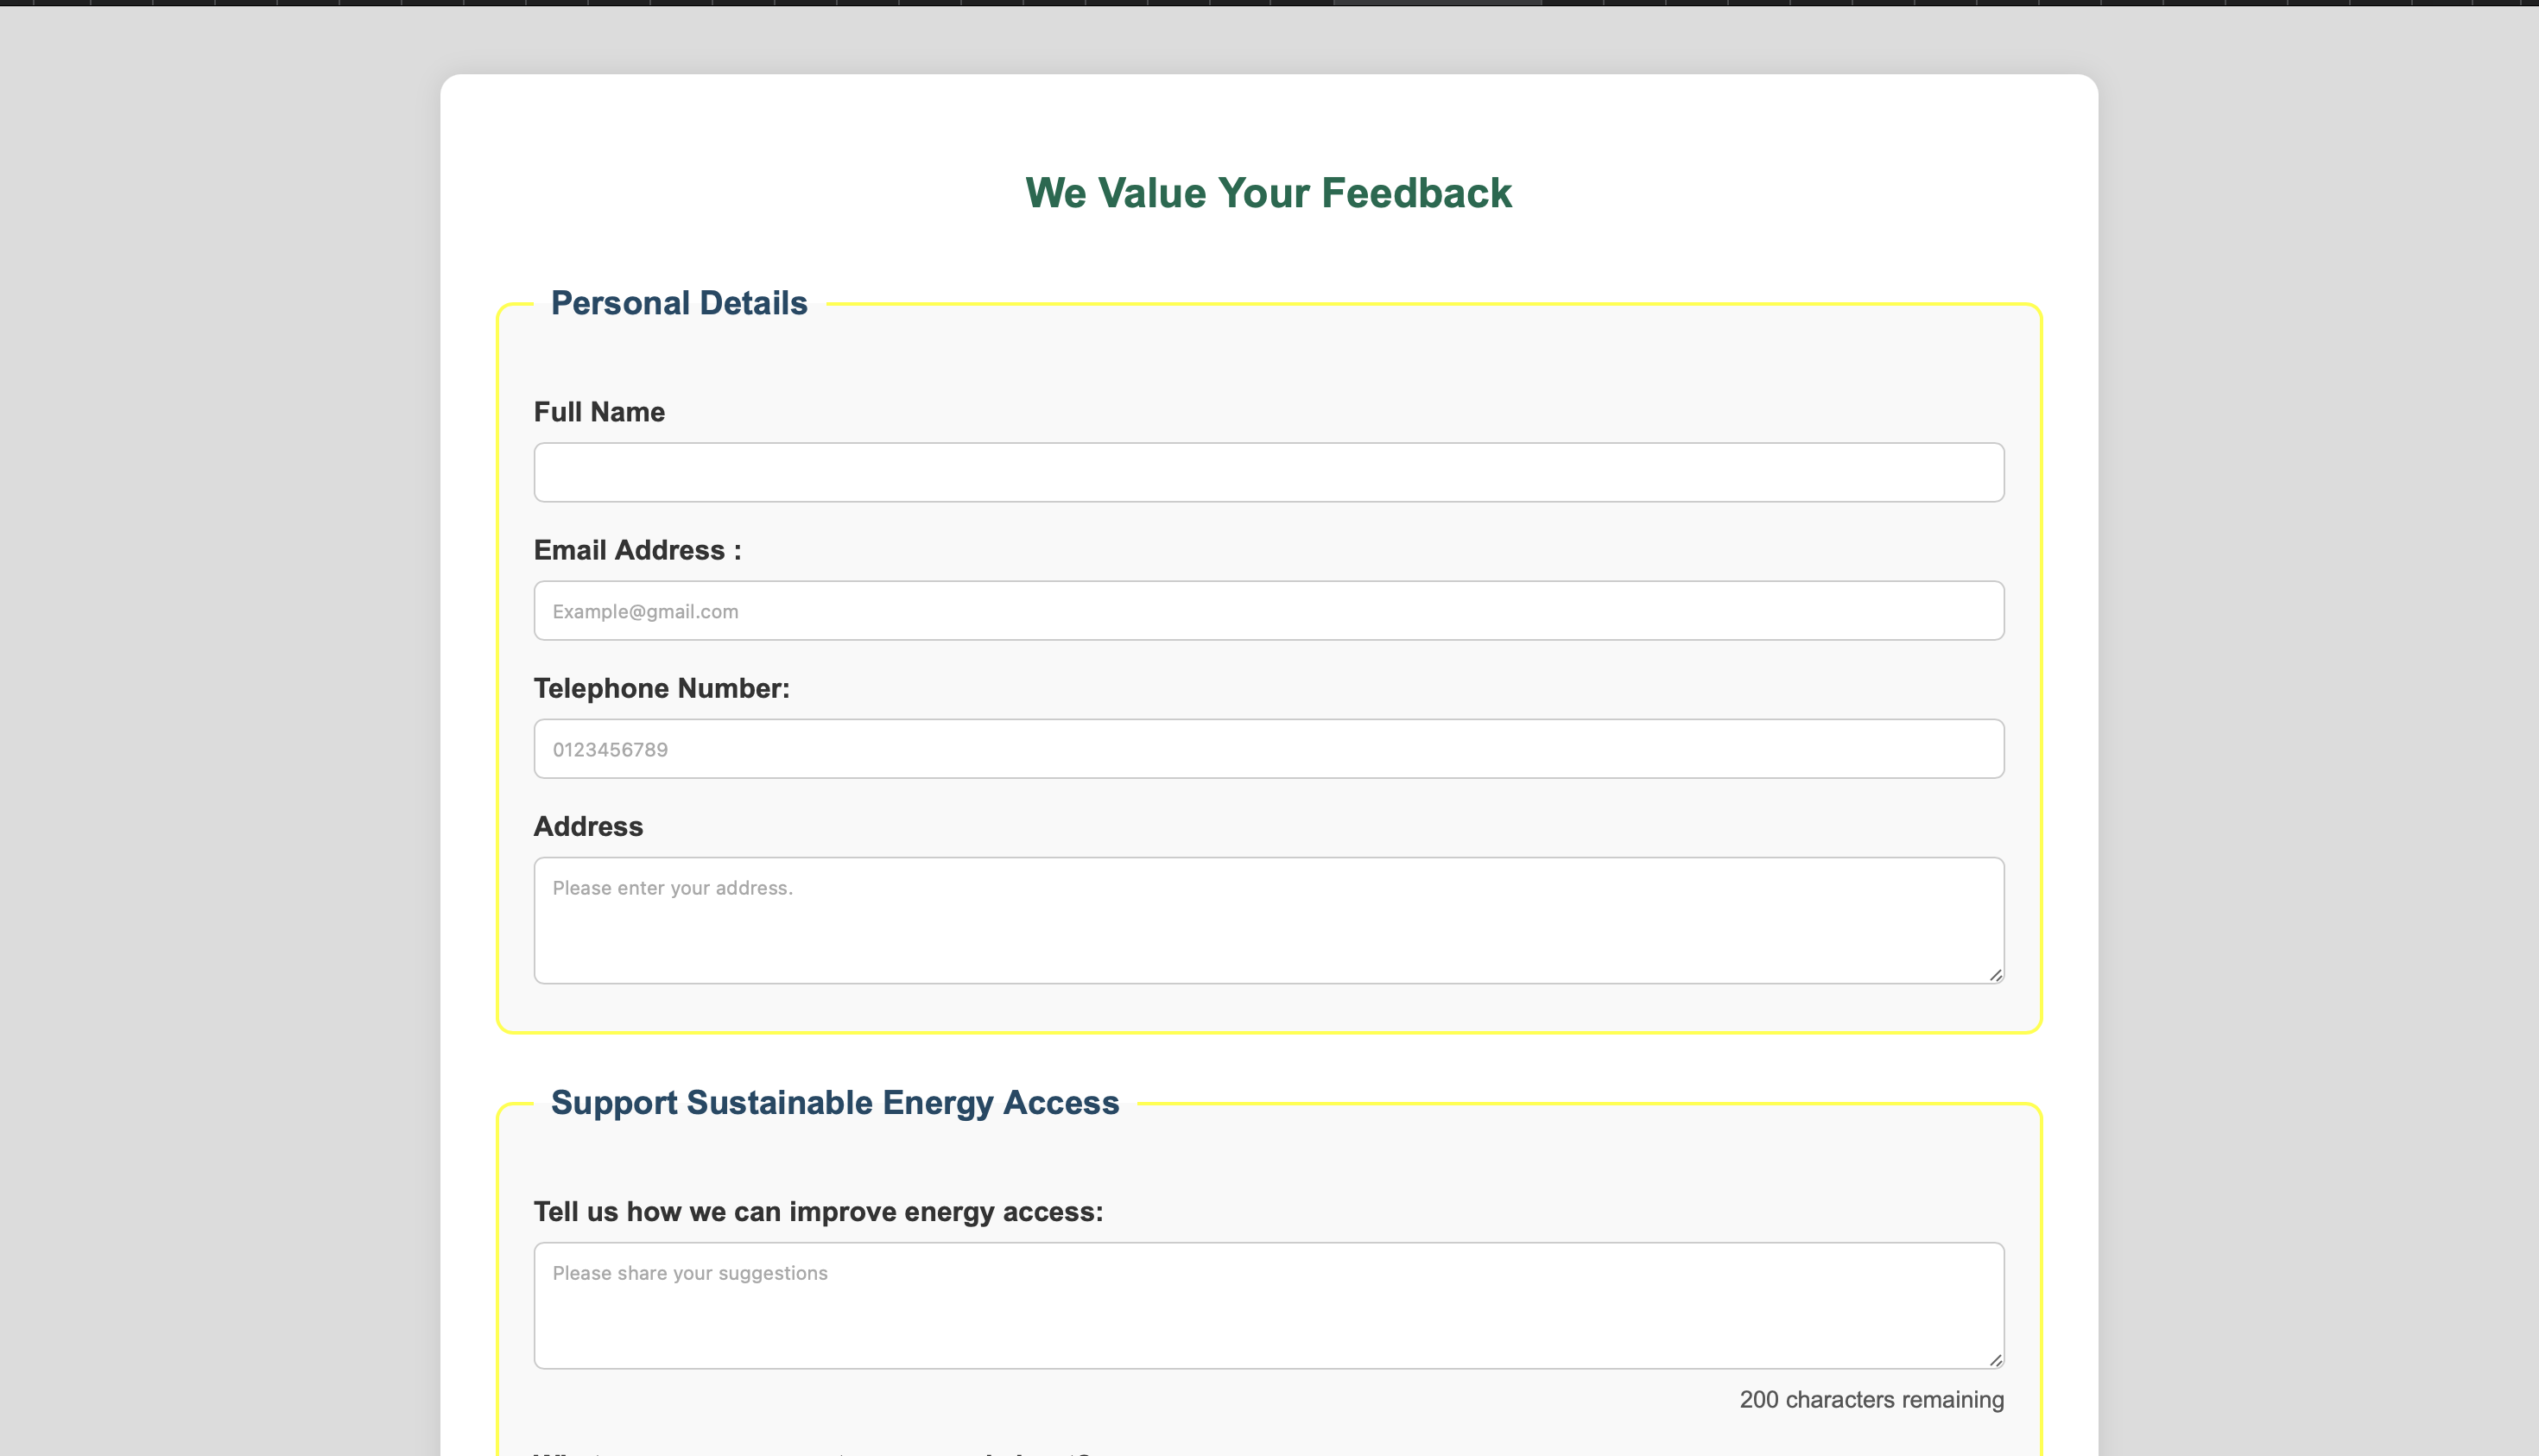 We Value Your Feedback
Personal Details
Full Name
Email Address :
Example@gmail.com
Telephone Number:
0123456789
Address
Please enter your address.
Support Sustainable Energy Access
Tell us how we can improve energy access:
Please share your suggestions
200 characters remaining